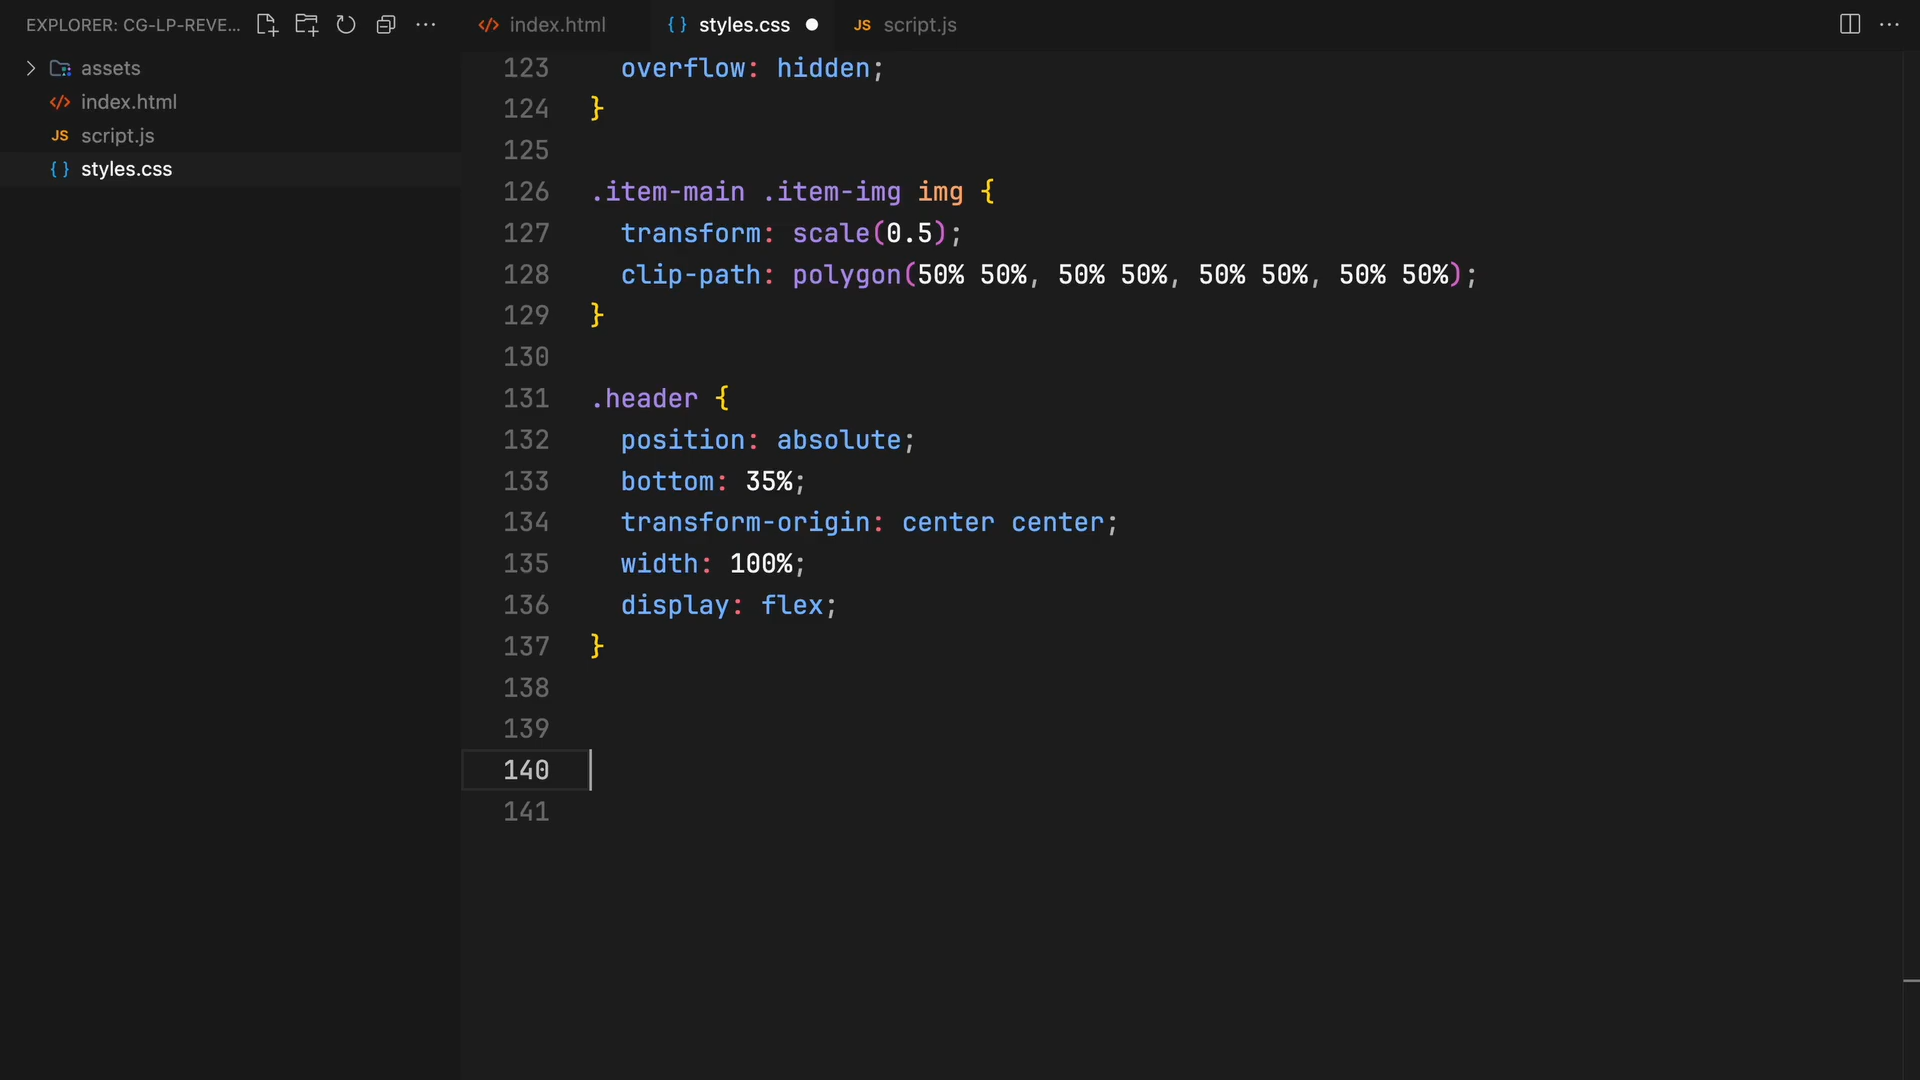 EXPLORER: CG-LP-REVE...
index.html
styles.css
JS script.js
assets
index.html
JS script.js
styles.css
123 overflow: hidden;
124 }
125
126 .item-main .item-img img {
127 transform: scale(0.5);
128 clip-path: polygon(50% 50%, 50% 50%, 50% 50%, 50% 50%);
129 }
130
131 .header {
132 position: absolute;
133 bottom: 35%;
134 transform-origin: center center;
135 width: 100%;
136 display: flex;
137 }
138
139
140
141